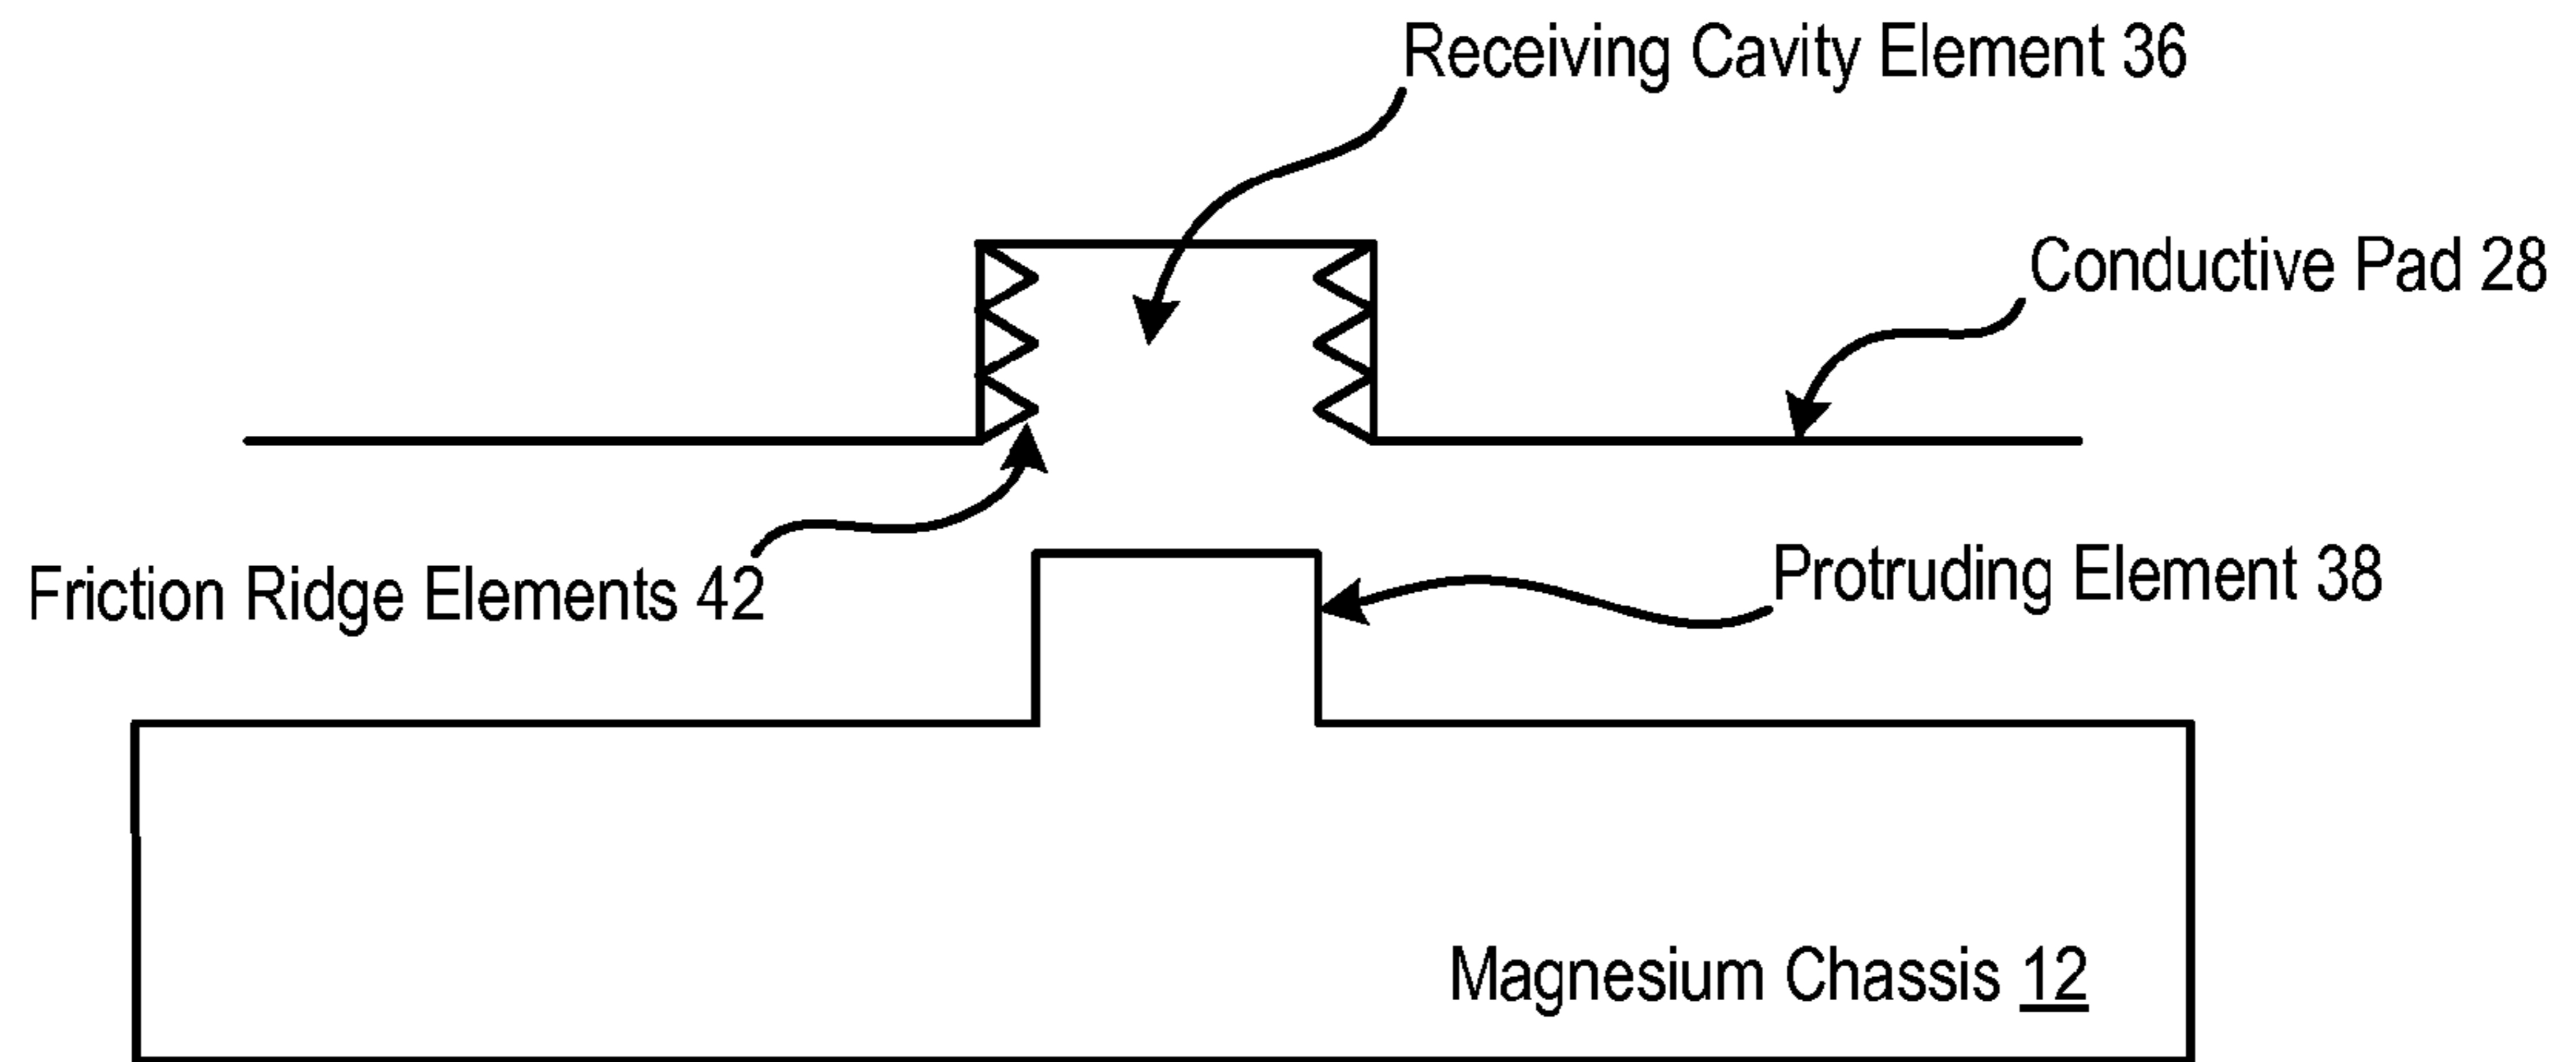 Receiving Cavity Element 36
Conductive Pad 28
Friction Ridge Elements 42
Protruding Element 38
Magnesium Chassis 12